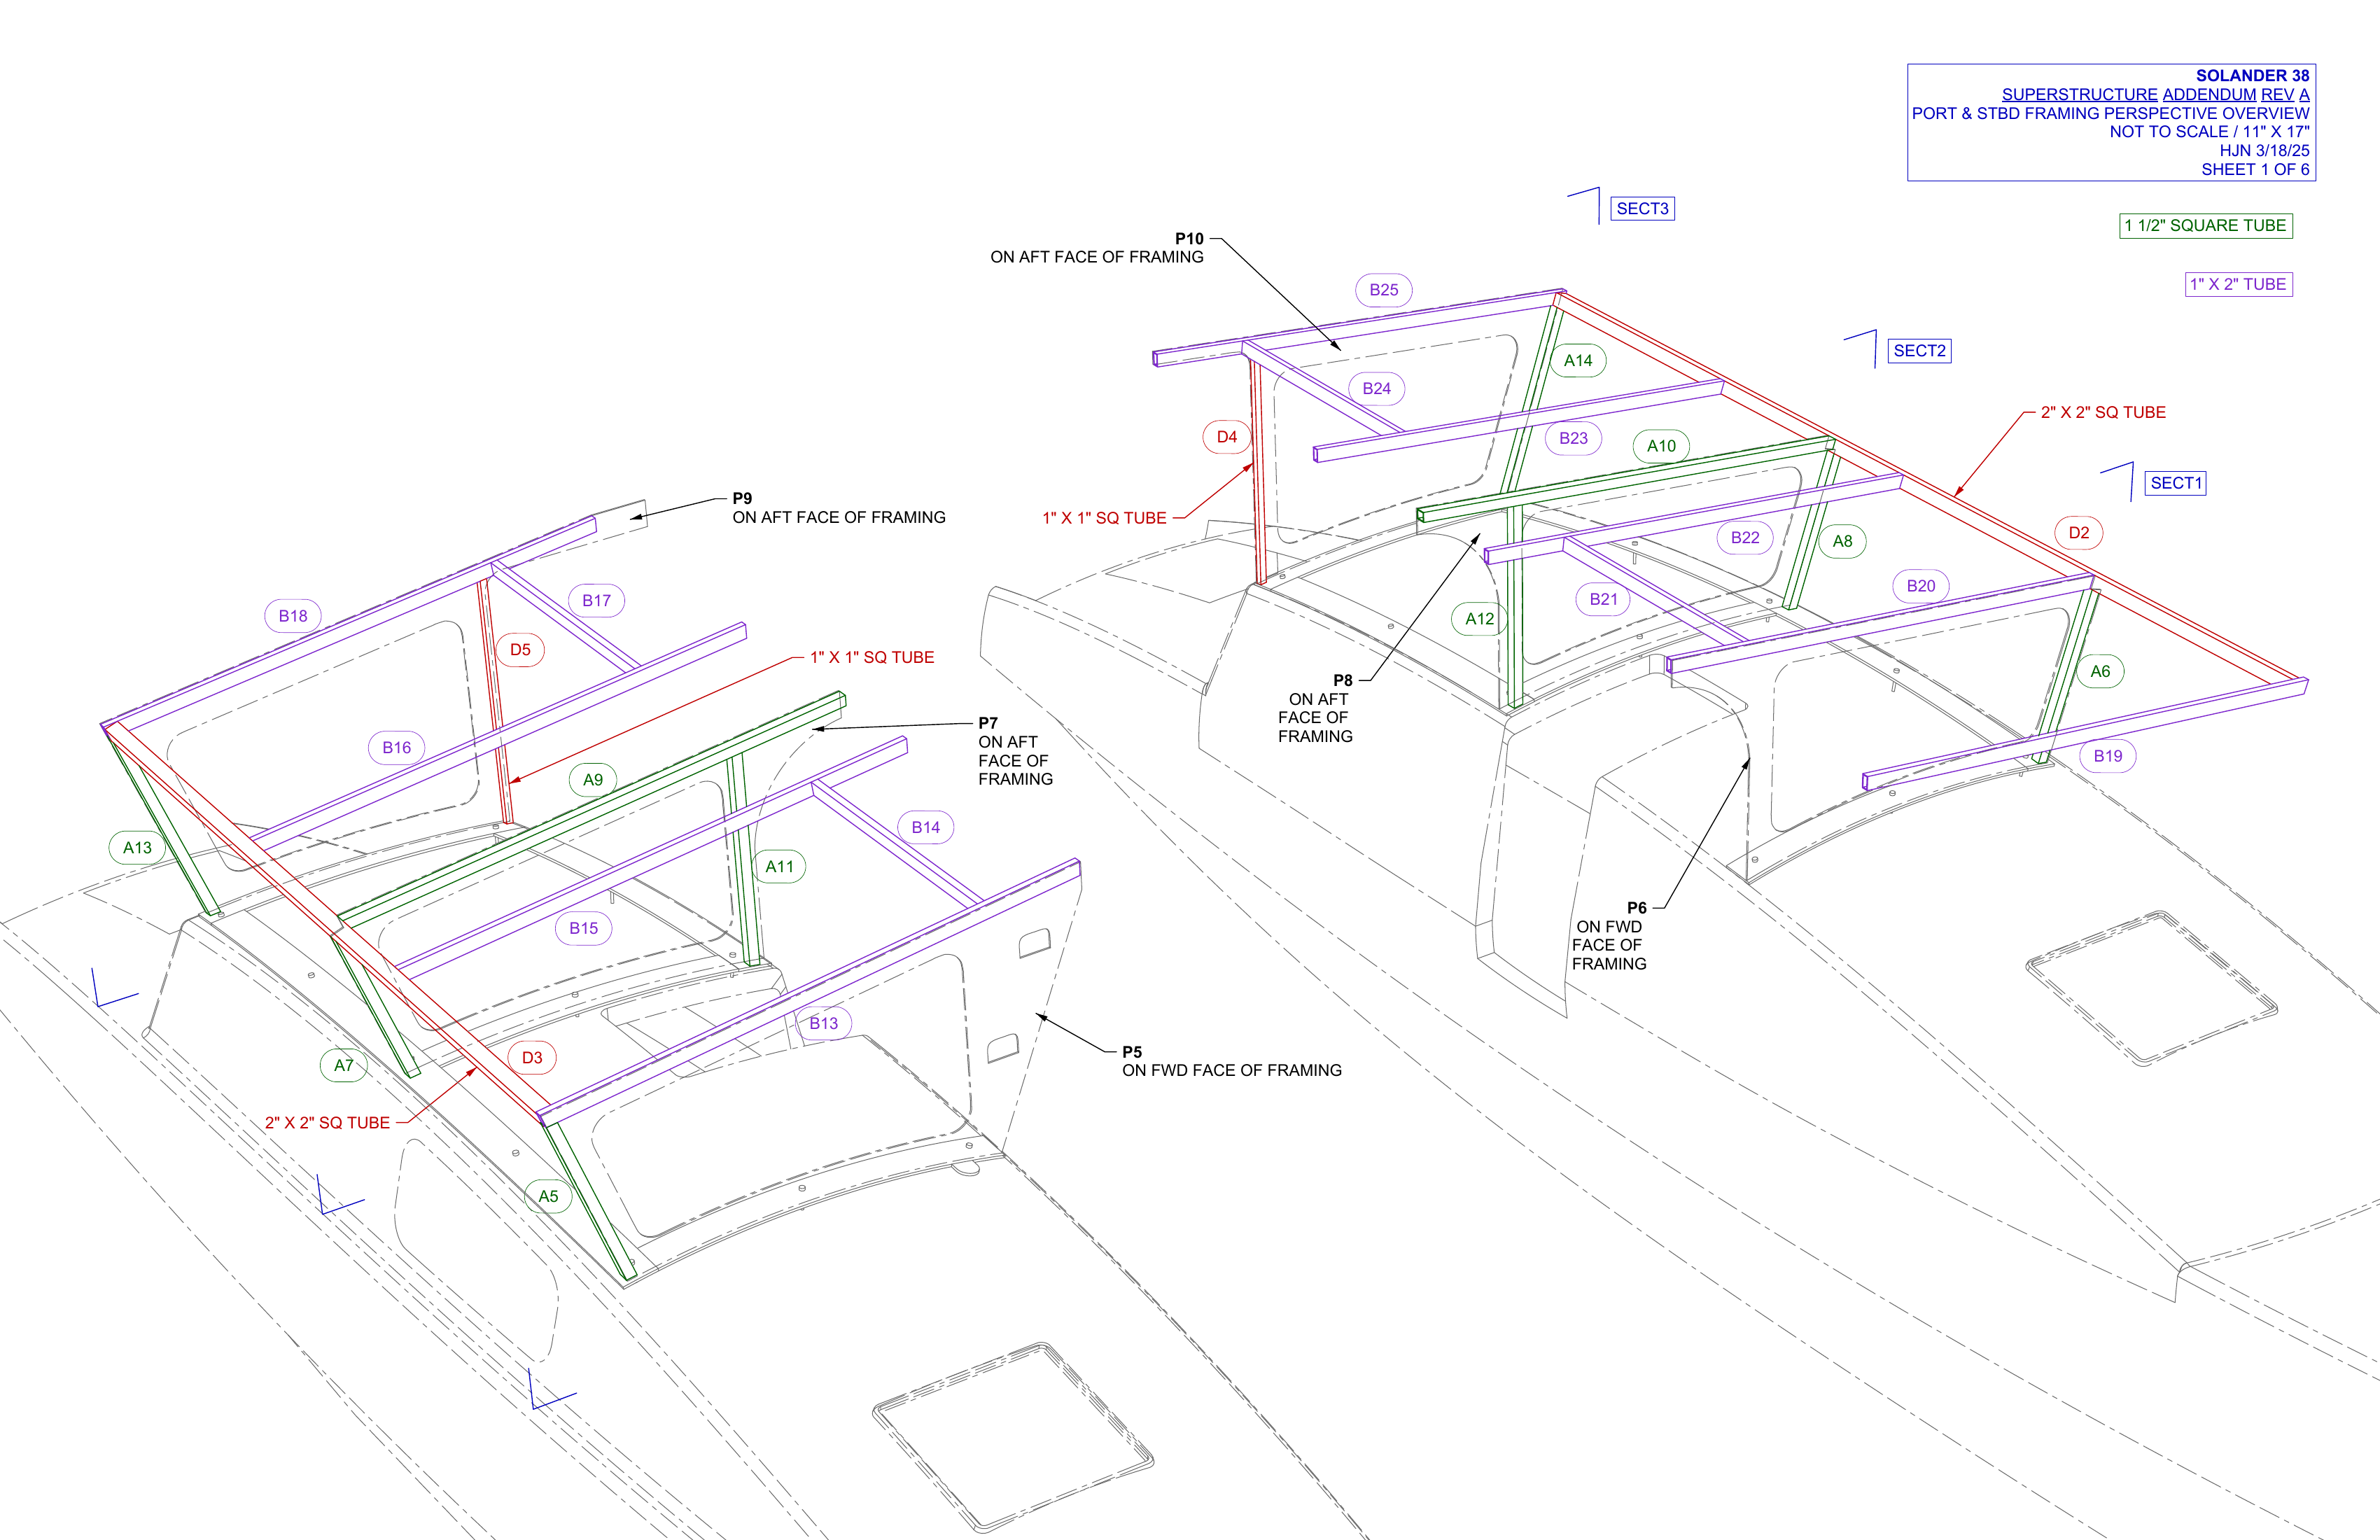 SOLANDER 38
SUPERSTRUCTURE ADDENDUM REV A
PORT & STBD FRAMING PERSPECTIVE OVERVIEW
NOT TO SCALE / 11" X 17"
HJN 3/18/25
SHEET 1 OF 6
1 1/2" SQUARE TUBE
1" X 2" TUBE
SECT3
SECT2
SECT1
P10
ON AFT FACE OF FRAMING
B25
A14
B24
D4
B23
A10
2" X 2" SQ TUBE
1" X 1" SQ TUBE
D2
B22
A8
B21
B20
A12
A6
P8
ON AFT
FACE OF
FRAMING
B19
P6
ON FWD
FACE OF
FRAMING
P9
ON AFT FACE OF FRAMING
B18
B17
D5
1" X 1" SQ TUBE
P7
ON AFT
FACE OF
FRAMING
B16
A9
A13
B14
A11
B15
B13
D3
A7
P5
ON FWD FACE OF FRAMING
2" X 2" SQ TUBE
A5